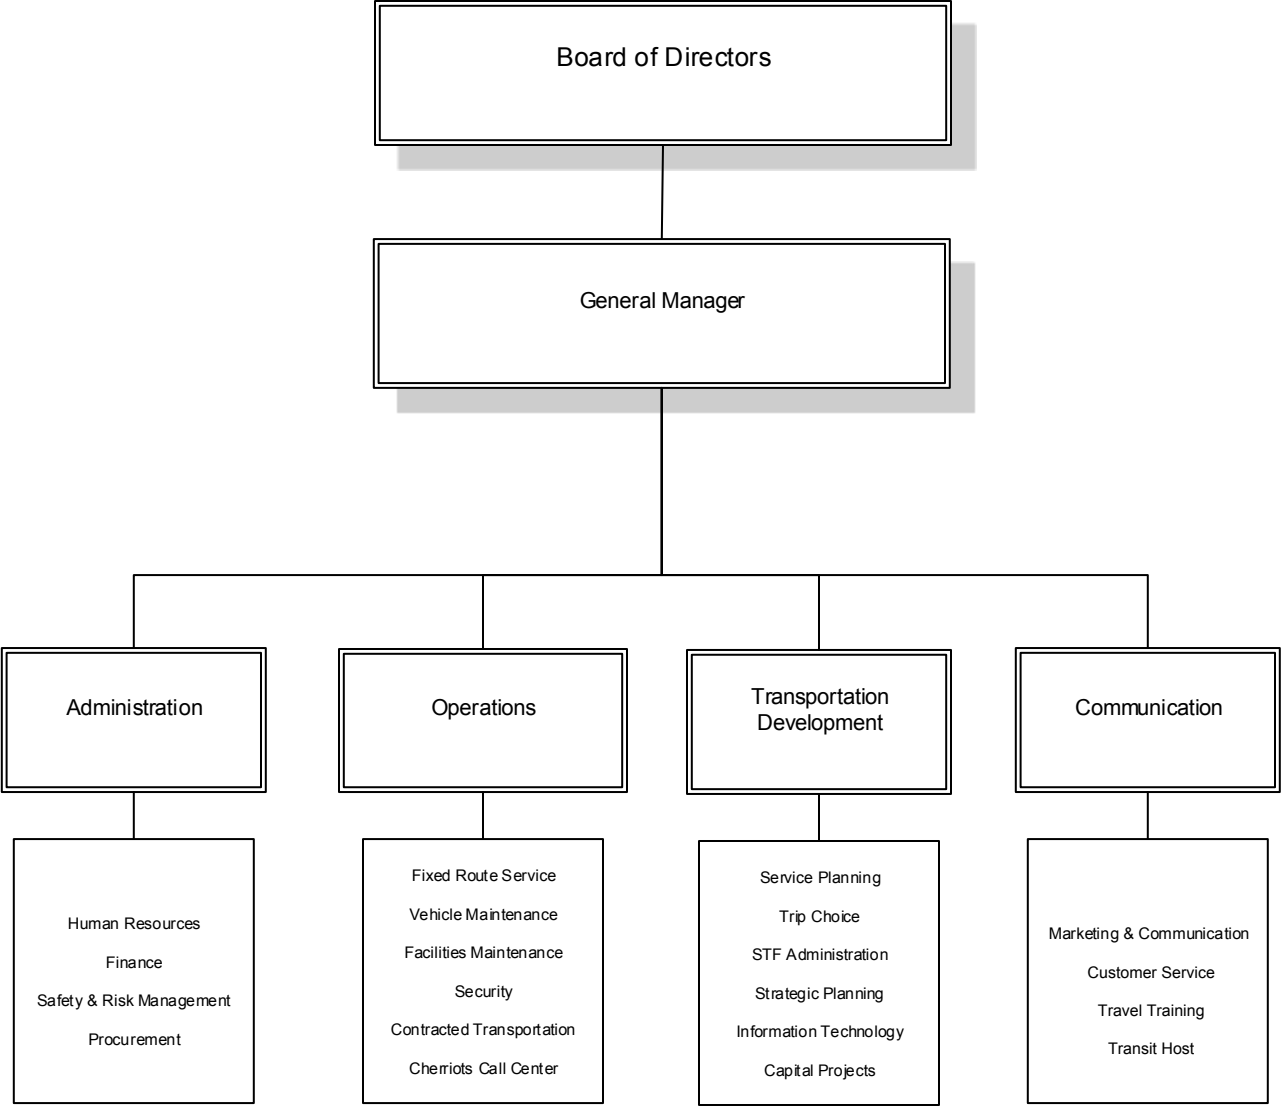 Board of Directors
General Manager
Administration
Operations
Transportation
Development
Communication
Human Resources
Finance
Safety & Risk Management
Procurement
Fixed Route Service
Vehicle Maintenance
Facilities Maintenance
Security
Contracted Transportation
Cherriots Call Center
Service Planning
Trip Choice
STF Administration
Strategic Planning
Information Technology
Capital Projects
Marketing & Communication
Customer Service
Travel Training
Transit Host